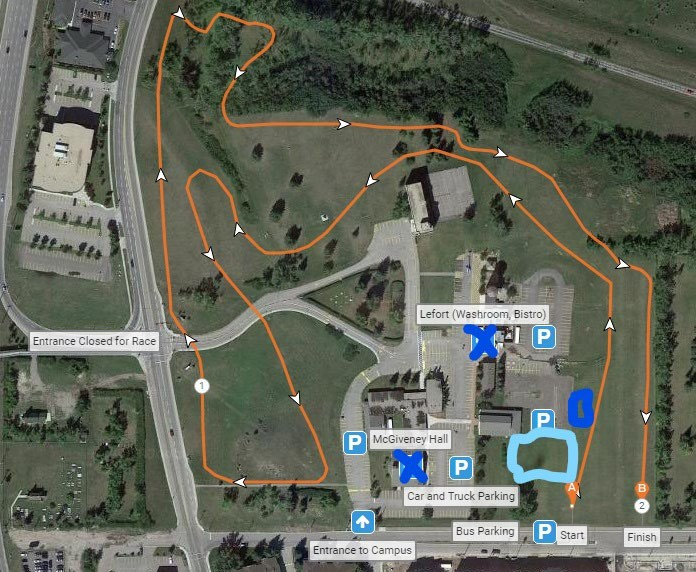 1
Entrance Closed for Race
Lefort (Washroom, Bistro)
P
P
McGiveney Hall
P
P
Car and Truck Parking
A
B
2
Bus Parking
P
Start
Finish
Entrance to Campus